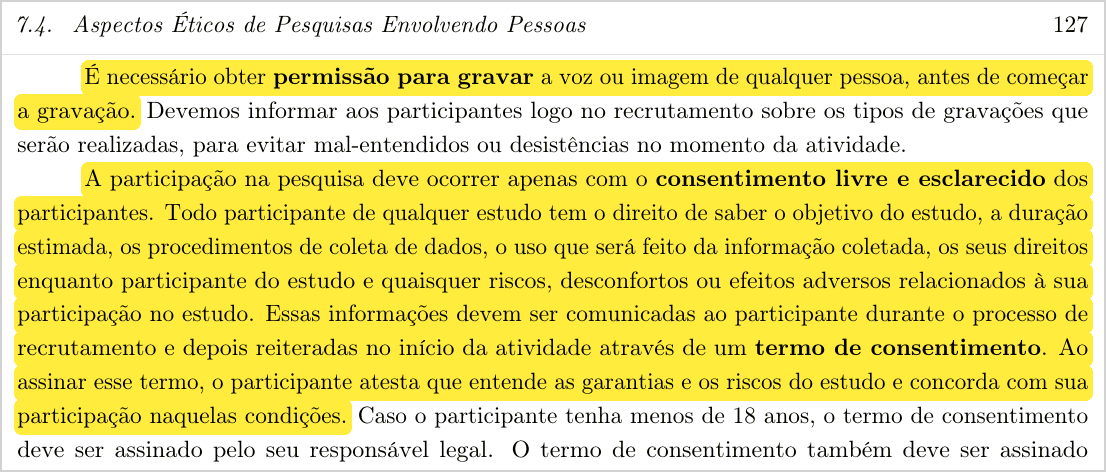 7.4. Aspectos Éticos de Pesquisas Envolvendo Pessoas 127
É necessário obter permissão para gravar a voz ou imagem de qualquer pessoa, antes de começar
a gravação. Devemos informar aos participantes logo no recrutamento sobre os tipos de gravações que
serão realizadas, para evitar mal-entendidos ou desistências no momento da atividade.
A participação na pesquisa deve ocorrer apenas com o consentimento livre e esclarecido dos
participantes. Todo participante de qualquer estudo tem o direito de saber o objetivo do estudo, a duração
estimada, os procedimentos de coleta de dados, o uso que será feito da informação coletada, os seus direitos
enquanto participante do estudo e quaisquer riscos, desconfortos ou efeitos adversos relacionados à sua
participação no estudo. Essas informações devem ser comunicadas ao participante durante o processo de
recrutamento e depois reiteradas no início da atividade através de um termo de consentimento. Ao
assinar esse termo, o participante atesta que entende as garantias e os riscos do estudo e concorda com sua
participação naquelas condições. Caso o participante tenha menos de 18 anos, o termo de consentimento
deve ser assinado pelo seu responsável legal. O termo de consentimento também deve ser assinado